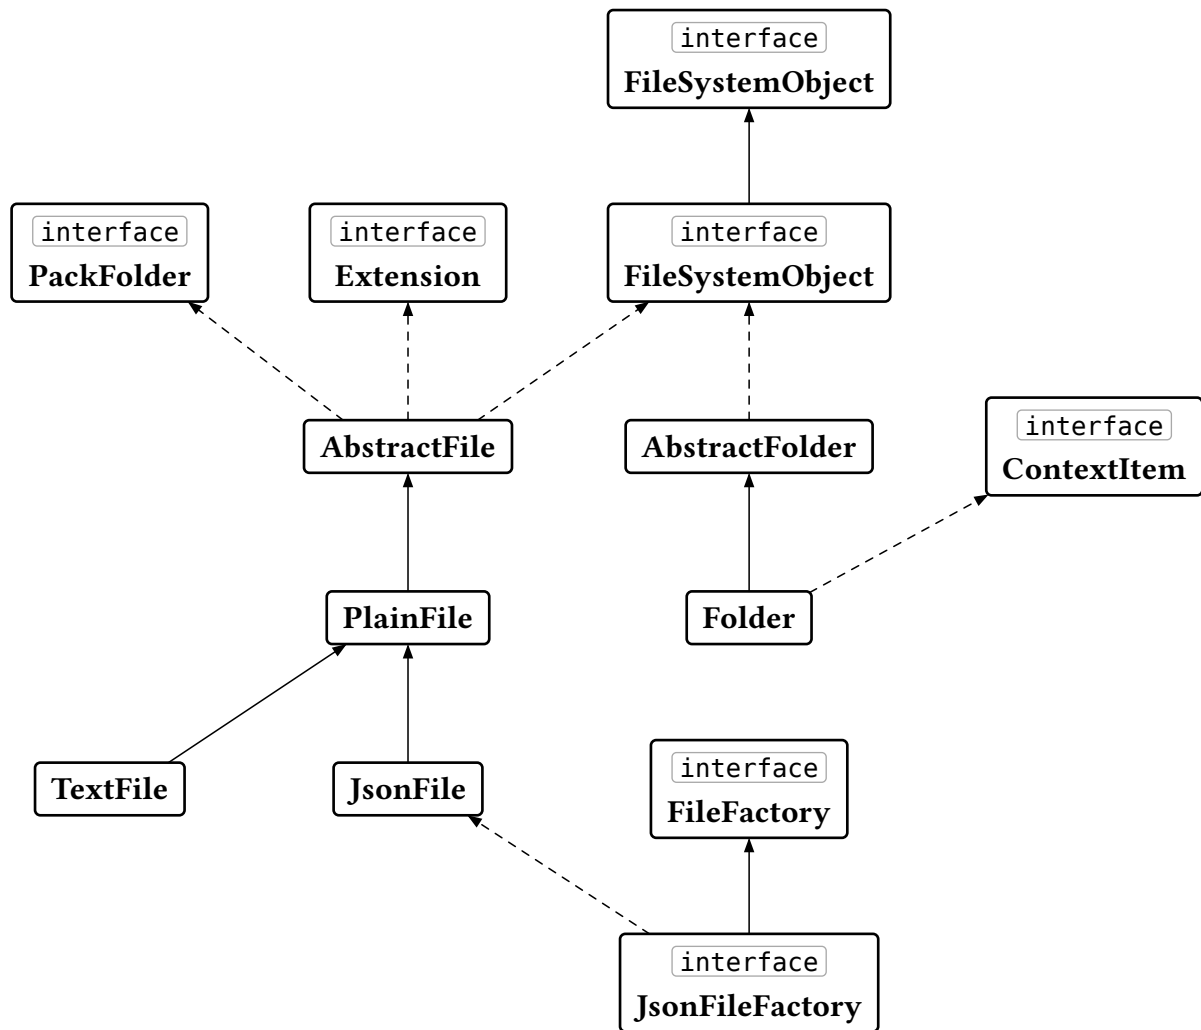 interface
FileSystemObject
interface
PackFolder
interface
Extension
interface
FileSystemObject
AbstractFile
AbstractFolder
interface
ContextItem
PlainFile
Folder
TextFile
JsonFile
interface
FileFactory
interface
JsonFileFactory